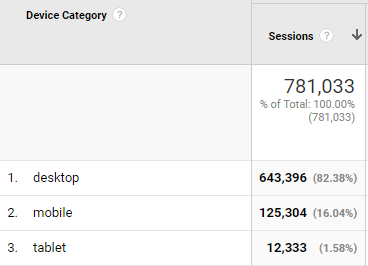 Device Category ?
Sessions ?
781,033
% of Total: 100.00%
(781,033)
1. desktop 643,396 (82.38%)
2. mobile 125,304 (16.04%)
3. tablet 12,333 (1.58%)